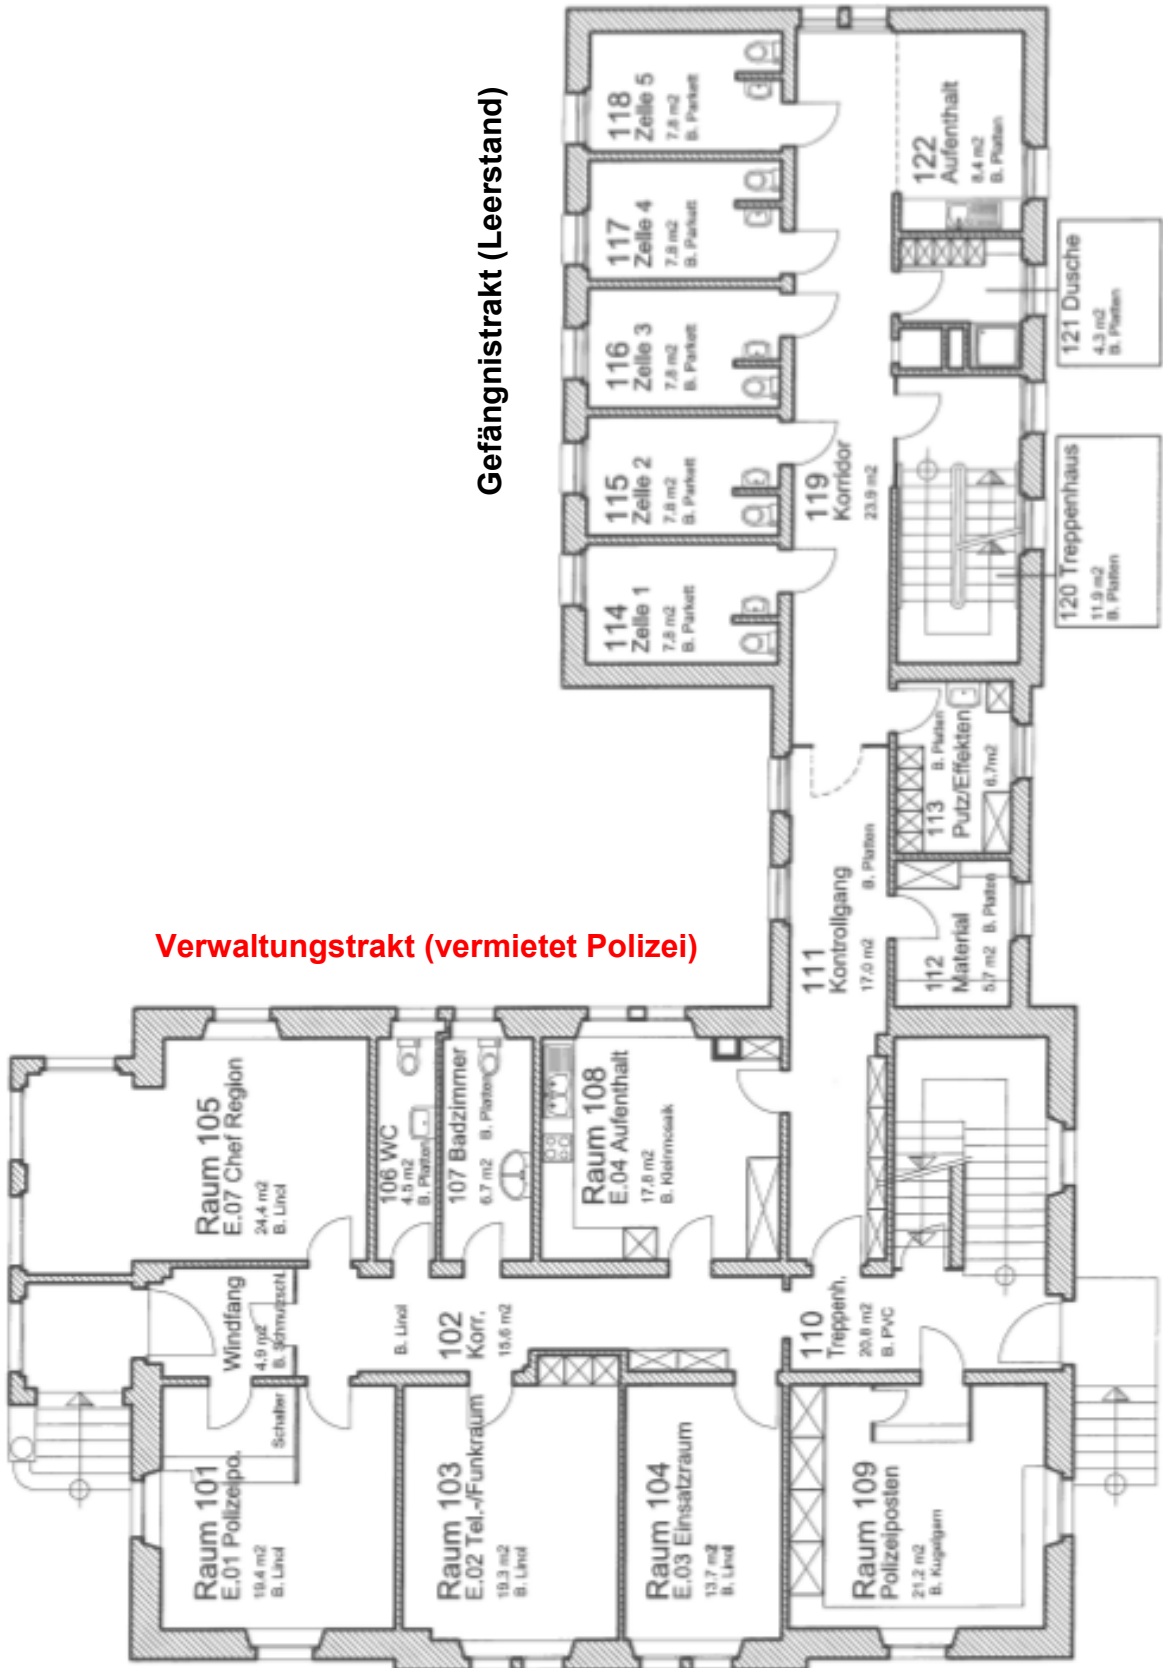 Gefängnistrakt (Leerstand)
Verwaltungstrakt (vermietet Polizei)
118
Zelle 5
7,8 m2
B. Parkett
117
Zelle 4
7,8 m2
B. Parkett
116
Zelle 3
7,8 m2
B. Parkett
115
Zelle 2
7,8 m2
B. Parkett
114
Zelle 1
7,8 m2
B. Parkett
122
Aufenthalt
8,4 m2
B. Platten
121 Dusche
4.3 m2
B. Platten
119
Korridor
23.9 m2
120 Treppenhaus
11.9 m2
B. Platten
113
Putz/Effekten
6.7m2
B. Platten
112
Material
5.7 m2
B. Platten
111
Kontrollgang
17,0 m2
B. Platten
Raum 105
E.07 Chef Region
24,4 m2
B. Linol
106 WC
4.5 m2
B. Platten
107 Badzimmer
6.7 m2
B. Platten
Raum 108
E.04 Aufenthalt
17,8 m2
B. Kleinmosaik
Windfang
4.9 m2
B. Schmutzschl.
102
Korr.
15,6 m2
B. Linol
110
Treppenh.
20,8 m2
B. PVC
Raum 101
E.01 Polizeipo.
19.4 m2
B. Linol
Schalter
Raum 103
E.02 Tel.-/Funkraum
19.3 m2
B. Linol
Raum 104
E.03 Einsatzraum
13.7 m2
B. Linol
Raum 109
Polizeiposten
21,2 m2
B. Kugelgarn